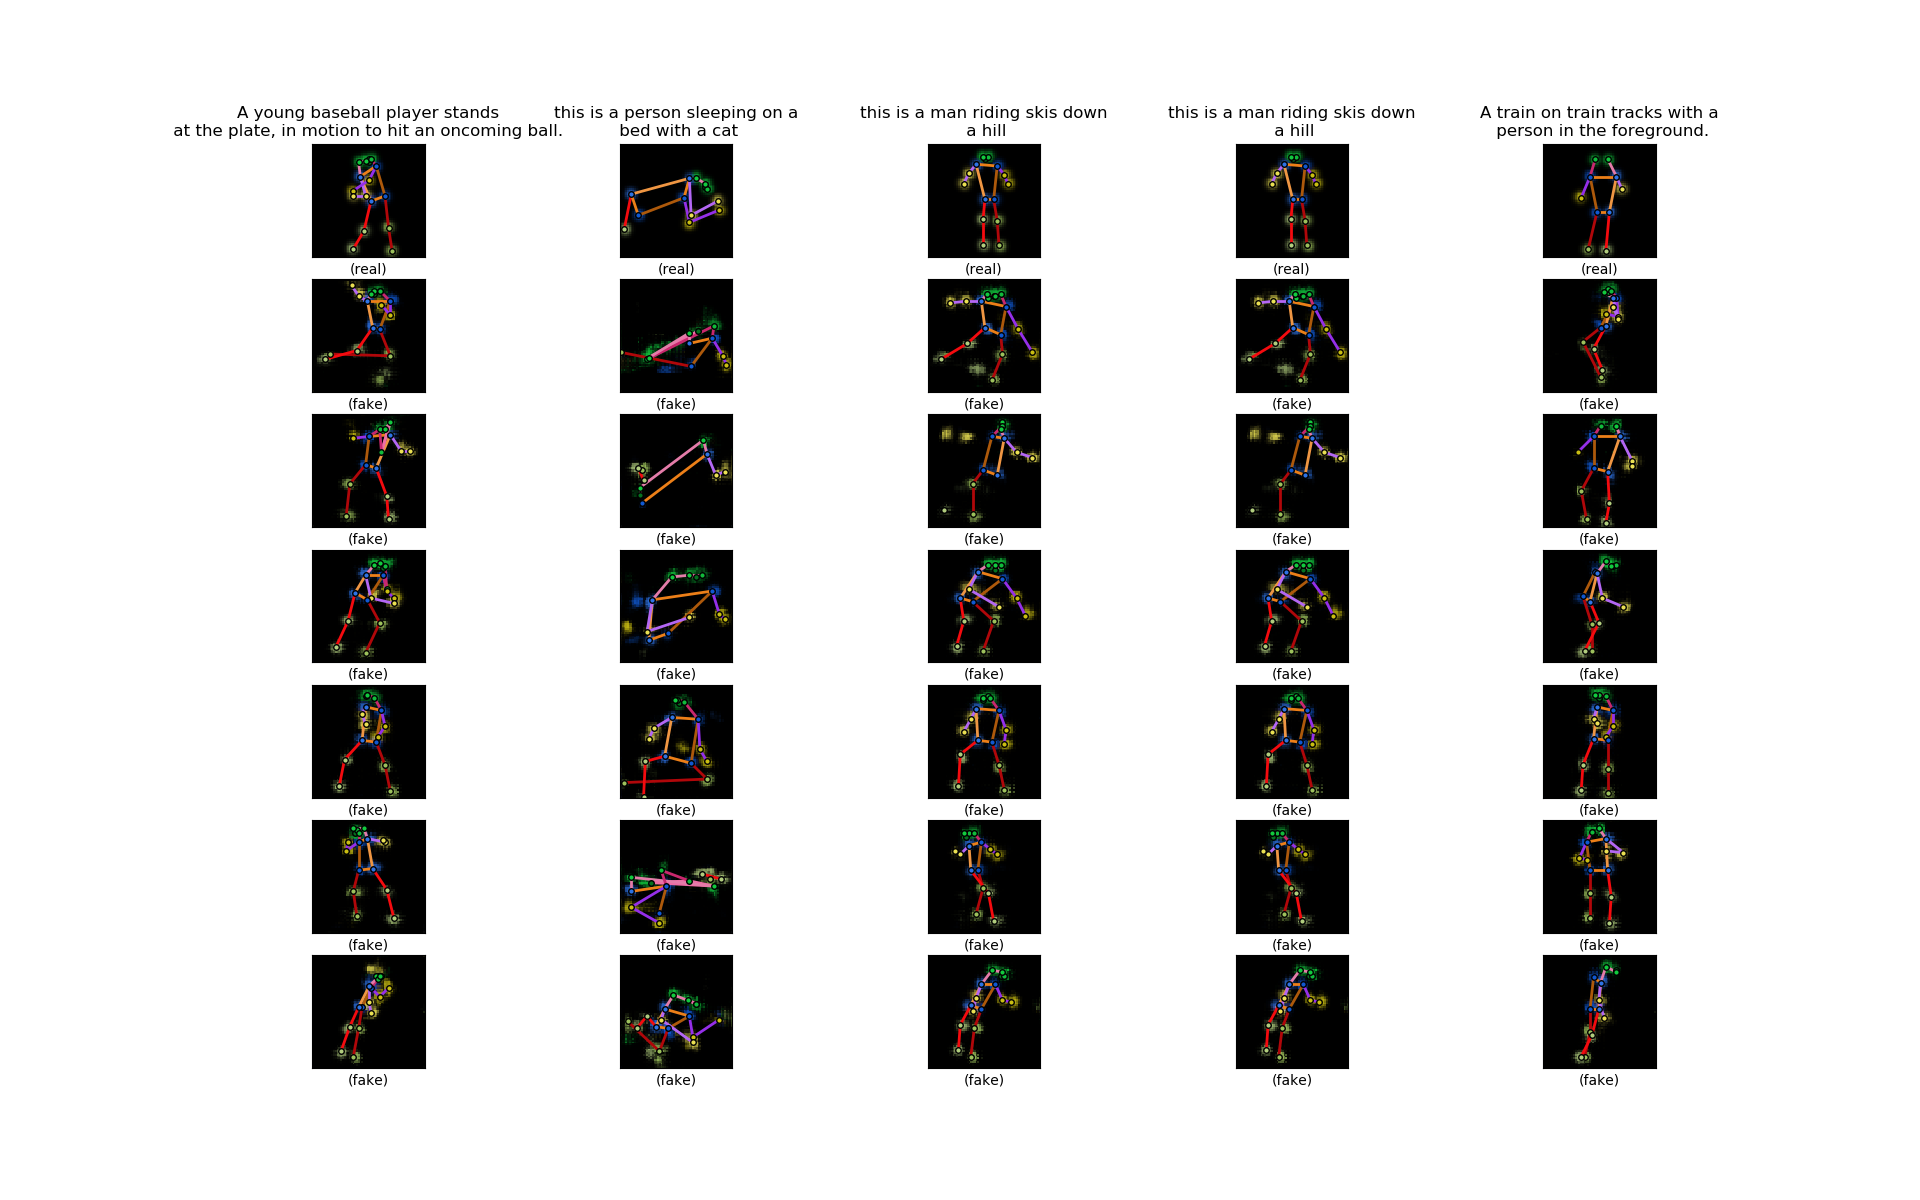 A young baseball player stands
at the plate, in motion to hit an oncoming ball.
this is a person sleeping on a
bed with a cat
this is a man riding skis down
a hill
this is a man riding skis down
a hill
A train on train tracks with a
person in the foreground.
(real) (real) (real) (real) (real)
(fake) (fake) (fake) (fake) (fake)
(fake) (fake) (fake) (fake) (fake)
(fake) (fake) (fake) (fake) (fake)
(fake) (fake) (fake) (fake) (fake)
(fake) (fake) (fake) (fake) (fake)
(fake) (fake) (fake) (fake) (fake)